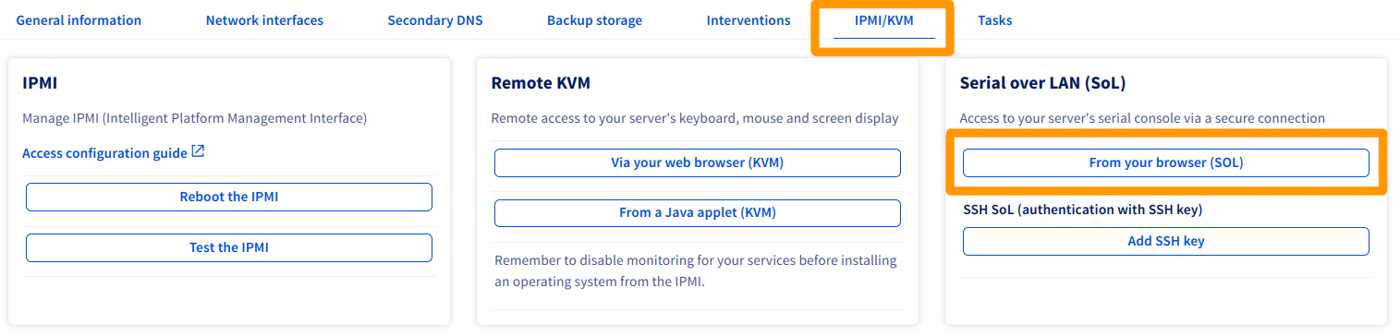 General information
Network interfaces
Secondary DNS
Backup storage
Interventions
IPMI/KVM
Tasks
IPMI
Manage IPMI (Intelligent Platform Management Interface)
Access configuration guide
Reboot the IPMI
Test the IPMI
Remote KVM
Remote access to your server's keyboard, mouse and screen display
Via your web browser (KVM)
From a Java applet (KVM)
Remember to disable monitoring for your services before installing
an operating system from the IPMI.
Serial over LAN (SoL)
Access to your server's serial console via a secure connection
From your browser (SOL)
SSH SoL (authentication with SSH key)
Add SSH key